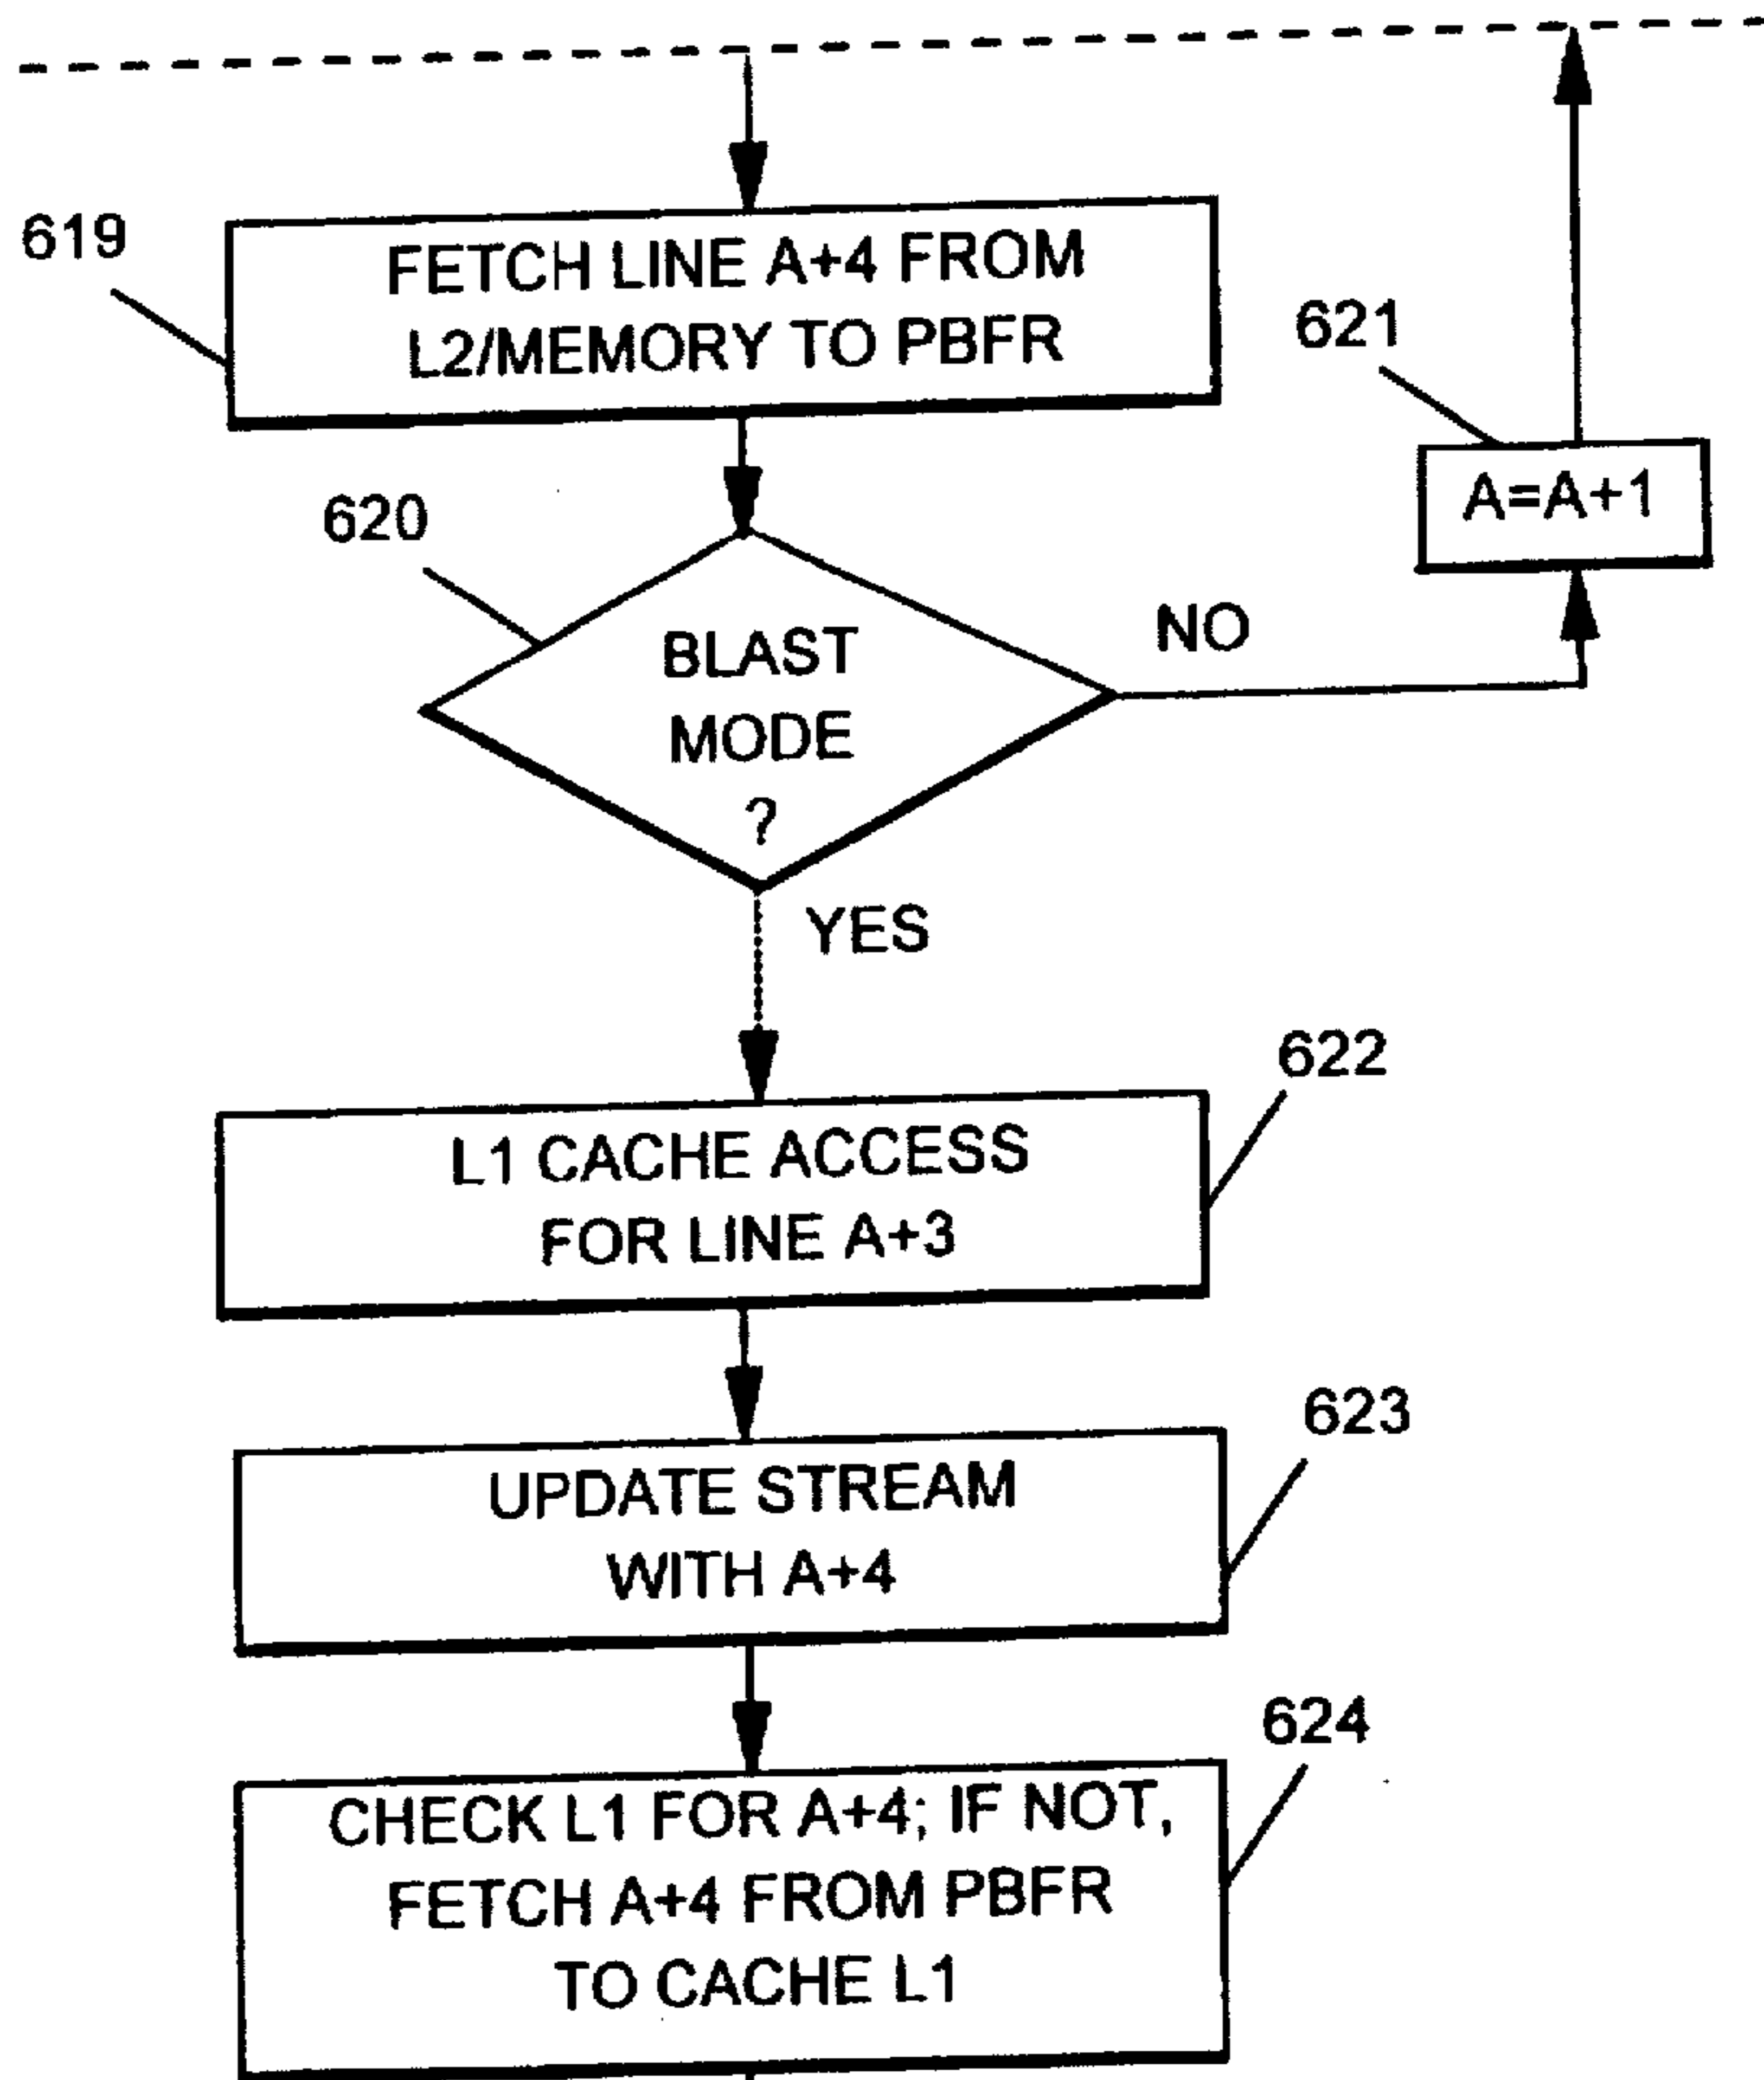 619
FETCH LINE A+4 FROM
L2/MEMORY TO PBFR
621
A=A+1
620
BLAST
MODE
?
NO
YES
622
L1 CACHE ACCESS
FOR LINE A+3
623
UPDATE STREAM
WITH A+4
624
CHECK L1 FOR A+4; IF NOT,
FETCH A+4 FROM PBFR
TO CACHE L1